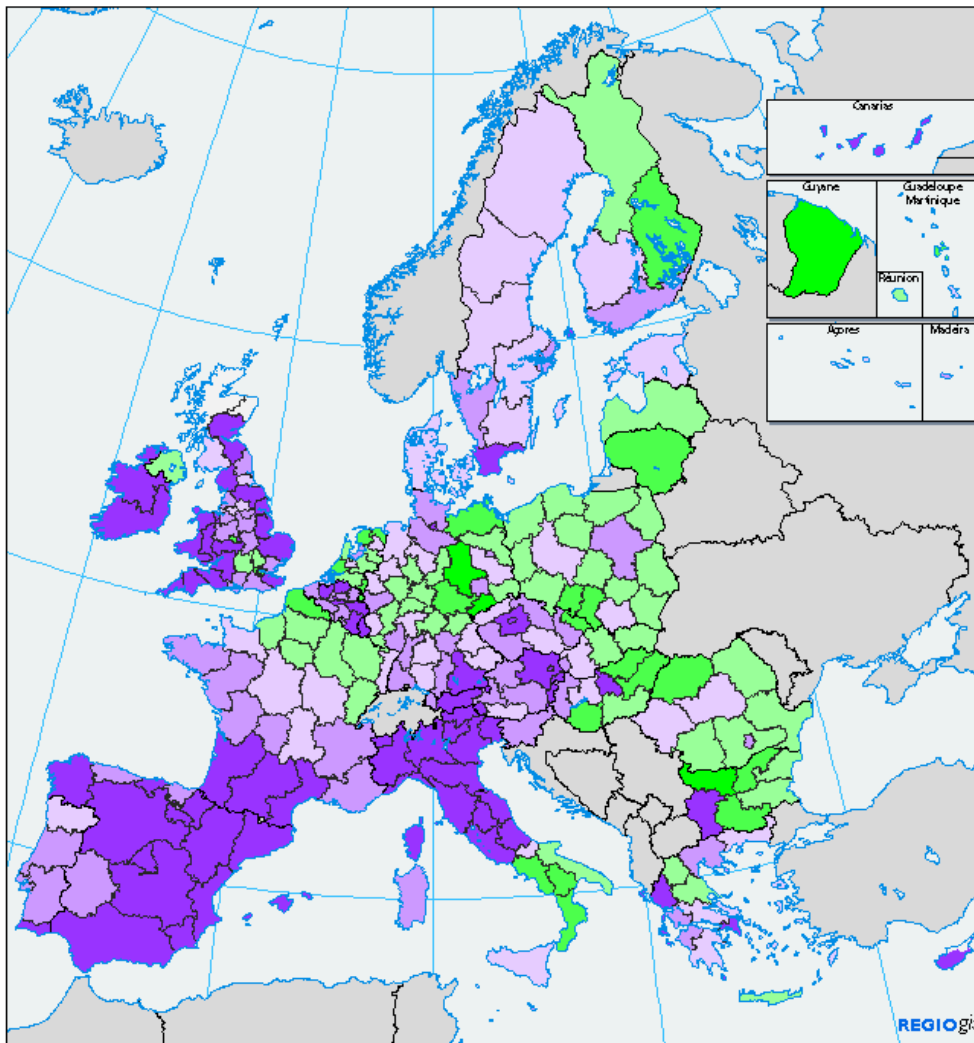 Canarias
Guyane
Guadeloupe
Martinique
Réunion
Açores
Madeira
REGIOgis